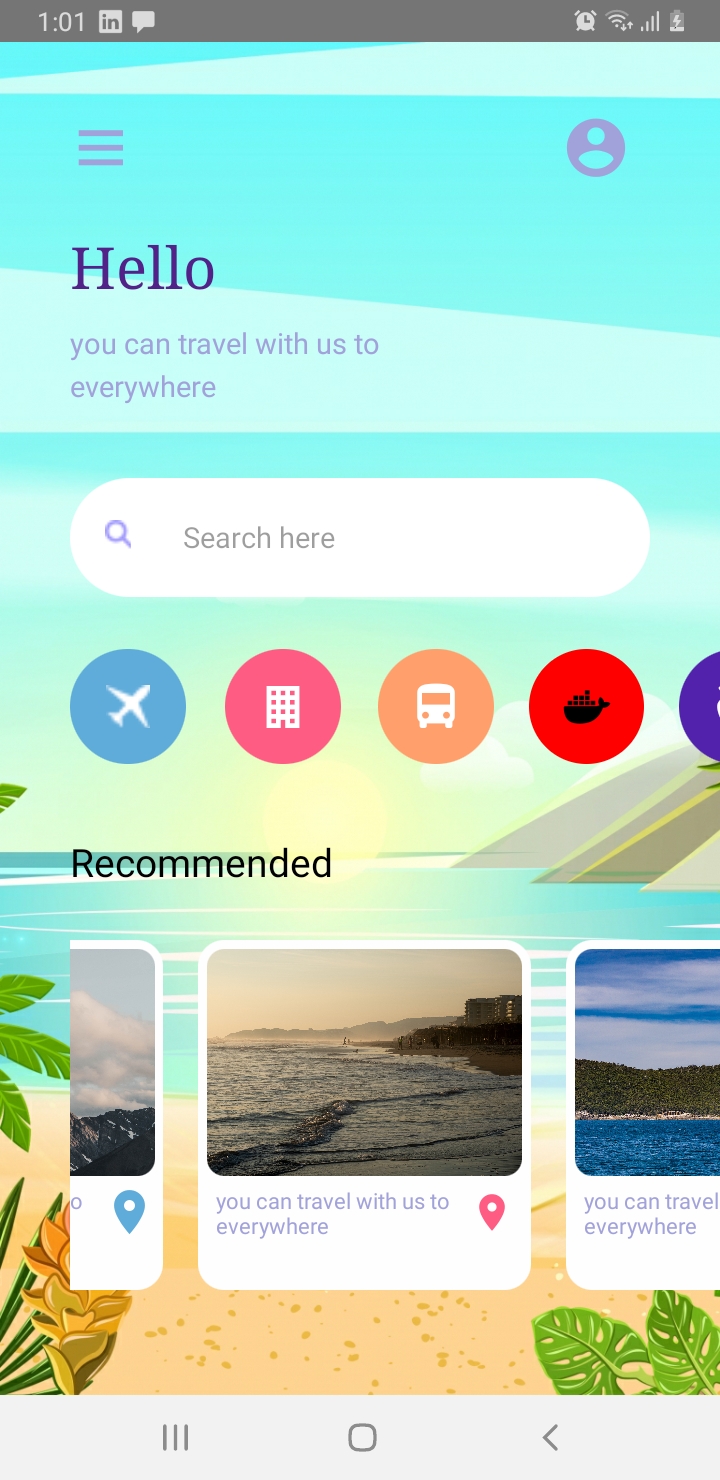 1:01
Hello
you can travel with us to
everywhere
Search here
Recommended
o
you can travel with us to
everywhere
you can travel
everywhere